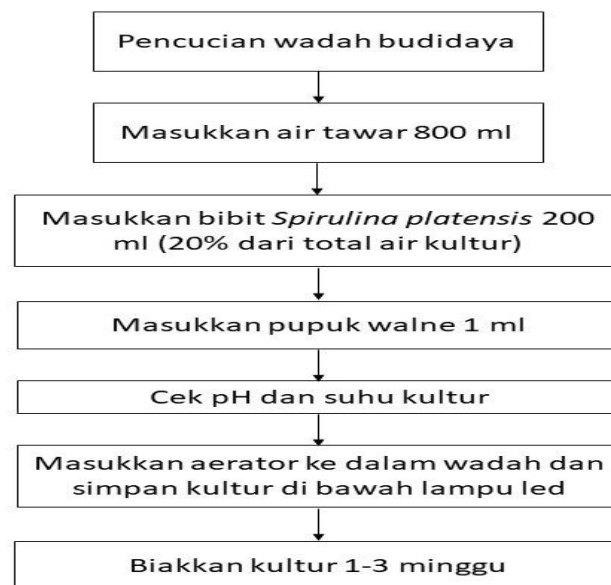 Pencucian wadah budidaya
Masukkan air tawar 800 ml
Masukkan bibit Spirulina platensis 200
ml (20% dari total air kultur)
Masukkan pupuk walne 1 ml
Cek pH dan suhu kultur
Masukkan aerator ke dalam wadah dan
simpan kultur di bawah lampu led
Biakkan kultur 1-3 minggu